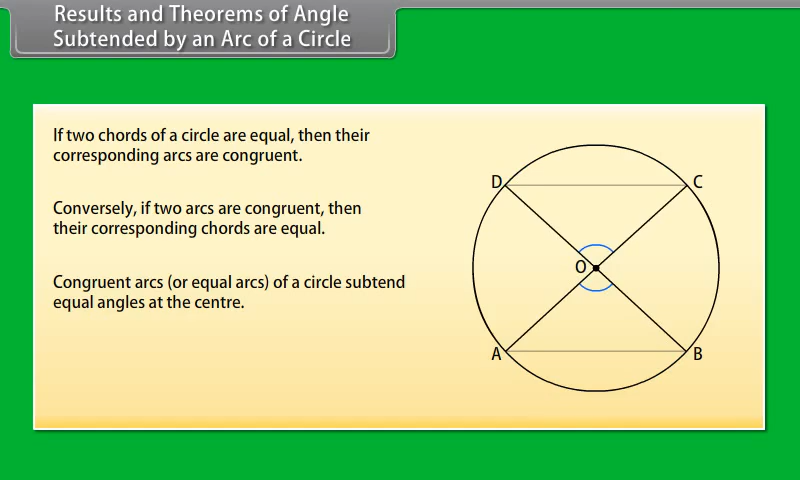 Results and Theorems of Angle
Subtended by an Arc of a Circle
If two chords of a circle are equal, then their
corresponding arcs are congruent.
Conversely, if two arcs are congruent, then
their corresponding chords are equal.
Congruent arcs (or equal arcs) of a circle subtend
equal angles at the centre.
D
C
O
A
B